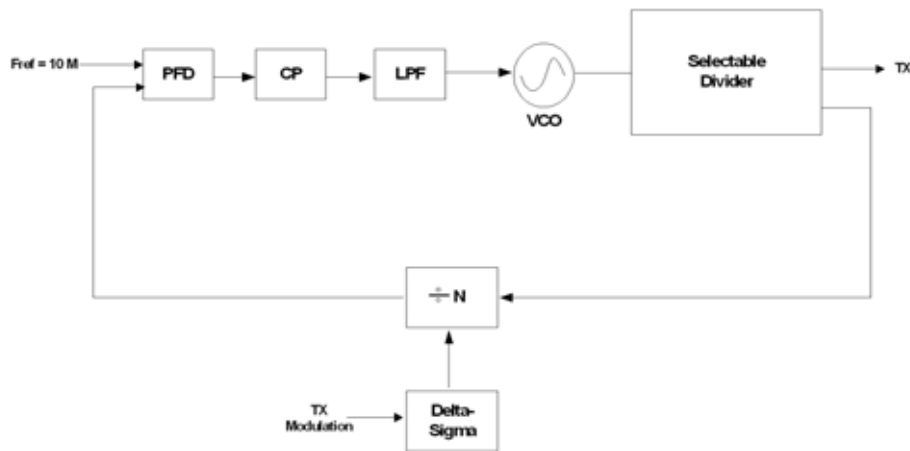 Fref = 10 M
PFD
CP
LPF
VCO
Selectable
Divider
TX
÷ N
TX
Modulation
Delta-
Sigma